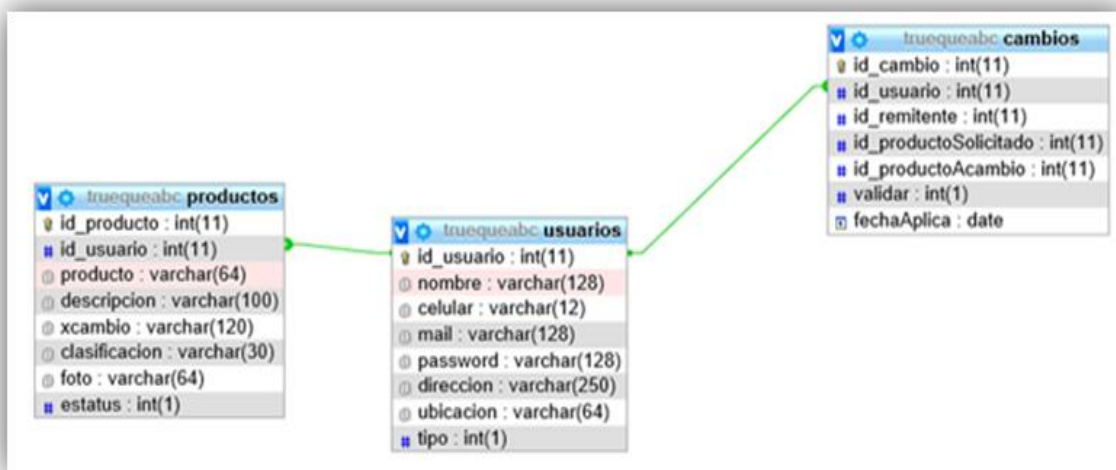 truequeabc cambios
id_cambio : int(11)
id_usuario : int(11)
id_remitente : int(11)
id_productoSolicitado : int(11)
id_productoAcambio : int(11)
validar : int(1)
fechaAplica : date
truequeabc productos
id_producto : int(11)
id_usuario : int(11)
producto : varchar(64)
descripcion : varchar(100)
xcambio : varchar(120)
clasificacion : varchar(30)
foto : varchar(64)
estatus : int(1)
truequeabc usuarios
id_usuario : int(11)
nombre : varchar(128)
celular : varchar(12)
mail : varchar(128)
password : varchar(128)
direccion : varchar(250)
ubicacion : varchar(64)
tipo : int(1)